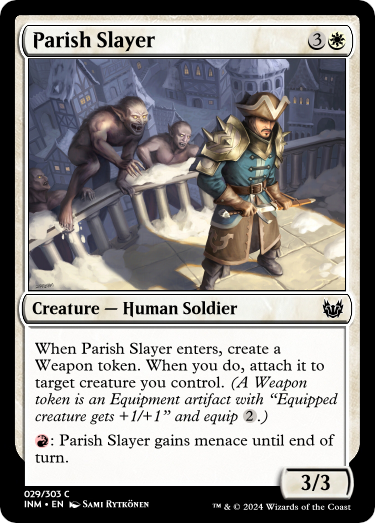 Parish Slayer 3
Creature — Human Soldier
When Parish Slayer enters, create a
Weapon token. When you do, attach it to
target creature you control. (A Weapon
token is an Equipment artifact with “Equipped
creature gets +1/+1” and equip 2.)
: Parish Slayer gains menace until end of
turn.
3/3
029/303 C
INM • EN Sami Rytkönen
™ & © 2024 Wizards of the Coast